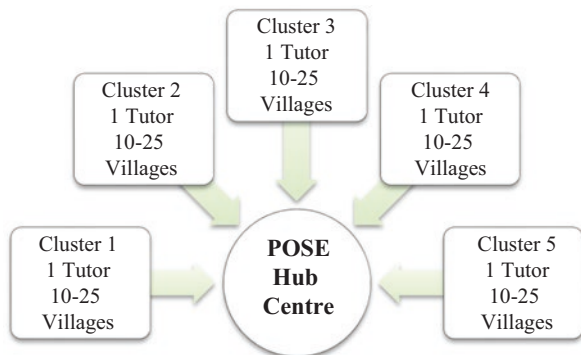 Cluster 3
1 Tutor
10-25
Villages
Cluster 2
1 Tutor
10-25
Villages
Cluster 4
1 Tutor
10-25
Villages
Cluster 1
1 Tutor
10-25
Villages
POSE
Hub
Centre
Cluster 5
1 Tutor
10-25
Villages